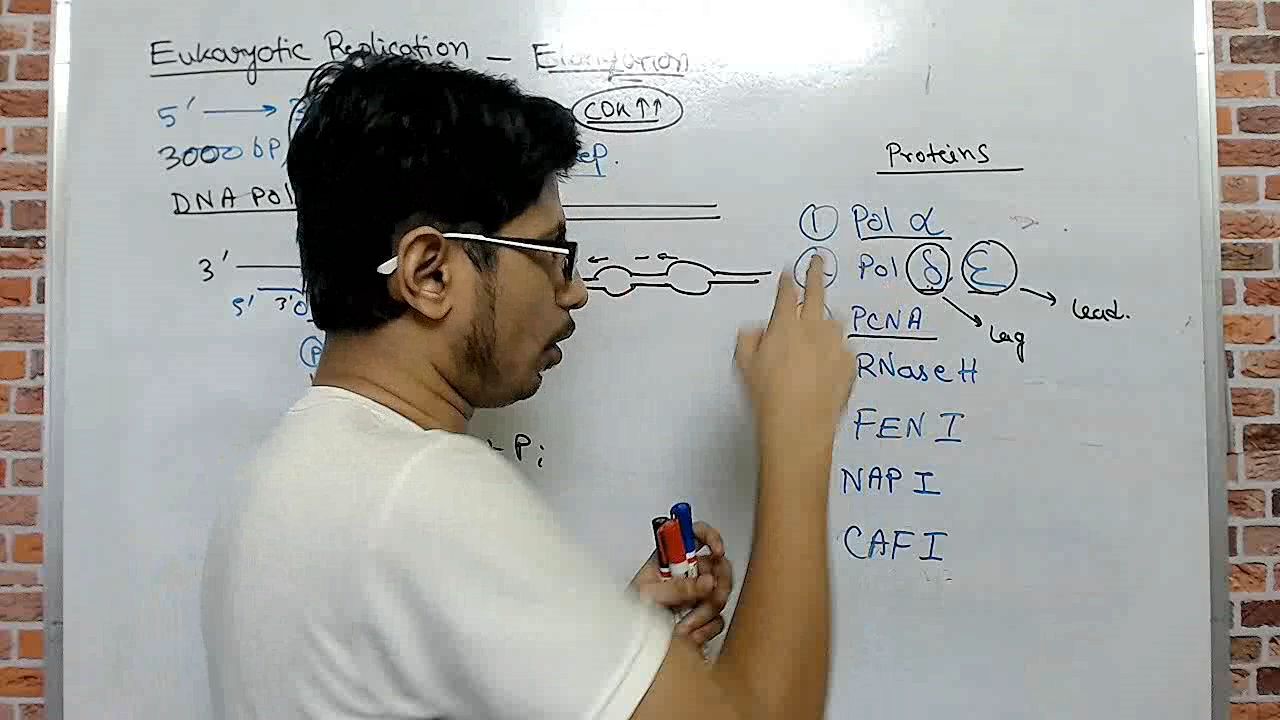 Eukaryotic Replication – Elongation
5' → 3
CDK↑↑
3000 bp
ep.
DNA Pol
3'
5' 3'O
P
Pi
Proteins
① Pol α
② Pol δ ε
lag
lead.
PCNA
RNase H
FEN I
NAP I
CAF I